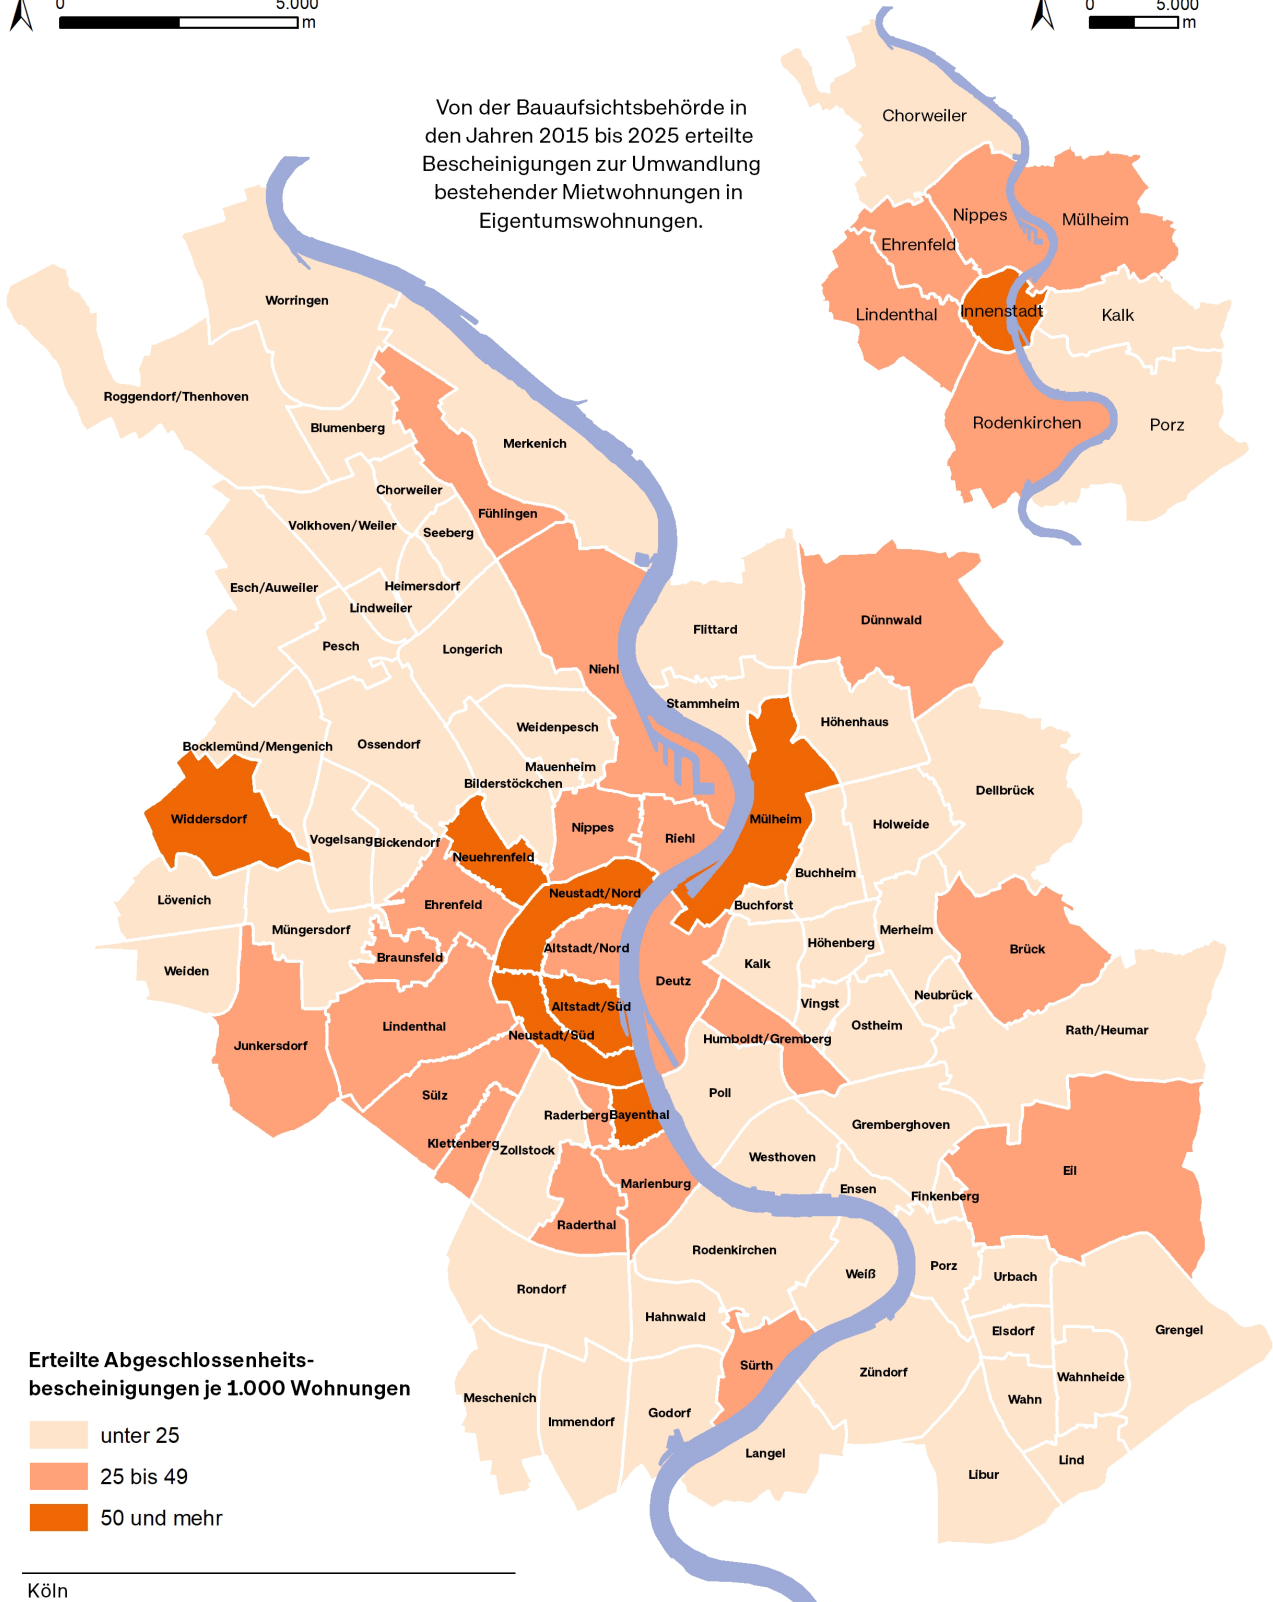 0 5.000
m
0 5.000
m
Von der Bauaufsichtsbehörde in
den Jahren 2015 bis 2025 erteilte
Bescheinigungen zur Umwandlung
bestehender Mietwohnungen in
Eigentumswohnungen.
Chorweiler
Nippes
Mülheim
Ehrenfeld
Lindenthal
Innenstadt
Kalk
Rodenkirchen
Porz
Worringen
Roggendorf/Thenhoven
Blumenberg
Merkenich
Chorweiler
Fühlingen
Volkhoven/Weiler
Seeberg
Esch/Auweiler
Heimersdorf
Lindweiler
Pesch
Longerich
Niehl
Flittard
Dünnwald
Stammheim
Höhenhaus
Weidenpesch
Bocklemünd/Mengenich
Ossendorf
Mauenheim
Bilderstöckchen
Dellbrück
Widdersdorf
Mülheim
Holweide
Nippes
Riehl
Vogelsang
Bickendorf
Neuehrenfeld
Buchheim
Neustadt/Nord
Lövenich
Ehrenfeld
Buchforst
Müngersdorf
Merheim
Höhenberg
Altstadt/Nord
Brück
Braunsfeld
Kalk
Weiden
Deutz
Neubrück
Vingst
Altstadt/Süd
Lindenthal
Ostheim
Rath/Heumar
Neustadt/Süd
Humboldt/Gremberg
Junkersdorf
Sülz
Poll
Raderberg
Bayenthal
Gremberghoven
Klettenberg
Zollstock
Westhoven
Eil
Marienburg
Ensen
Finkenberg
Raderthal
Rodenkirchen
Porz
Weiß
Urbach
Rondorf
Hahnwald
Elsdorf
Grengel
Sürth
Zündorf
Wahnheide
Meschenich
Wahn
Godorf
Immendorf
Langel
Lind
Libur
Erteilte Abgeschlossenheits-
bescheinigungen je 1.000 Wohnungen
unter 25
25 bis 49
50 und mehr
Köln